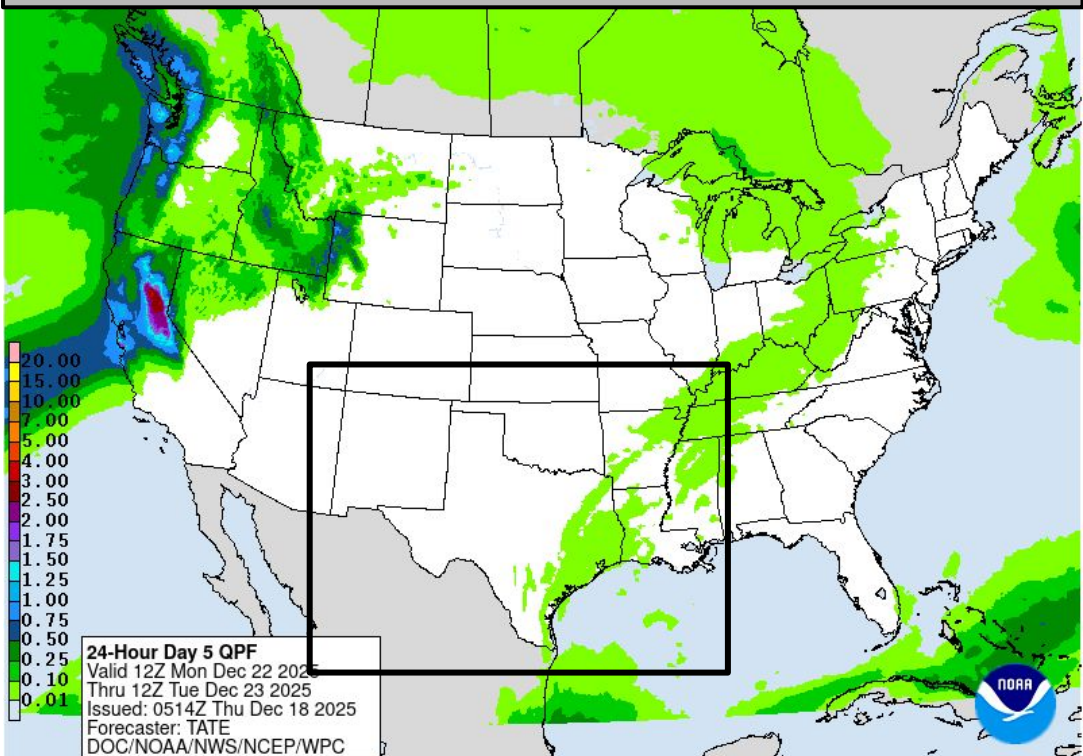 20.00
15.00
10.00
7.00
5.00
4.00
3.00
2.50
2.00
1.75
1.50
1.25
1.00
0.75
0.50
0.25
0.10
0.01
24-Hour Day 5 QPF
Valid 12Z Mon Dec 22 2025
Thru 12Z Tue Dec 23 2025
Issued: 0514Z Thu Dec 18 2025
Forecaster: TATE
DOC/NOAA/NWS/NCEP/WPC
NOAA